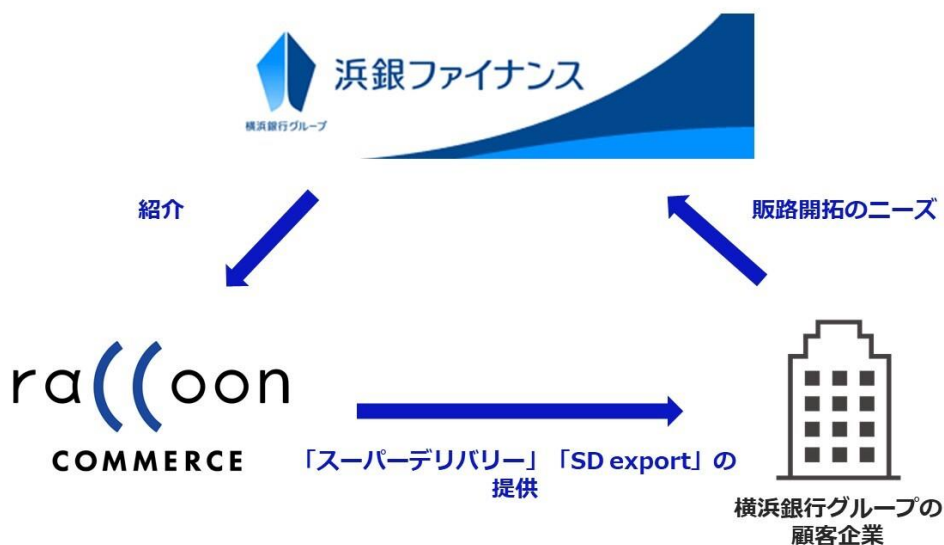 浜銀ファイナンス
横浜銀行グループ
紹介
販路開拓のニーズ
raccoon
COMMERCE
「スーパーデリバリー」「SD export」の
提供
横浜銀行グループの
顧客企業